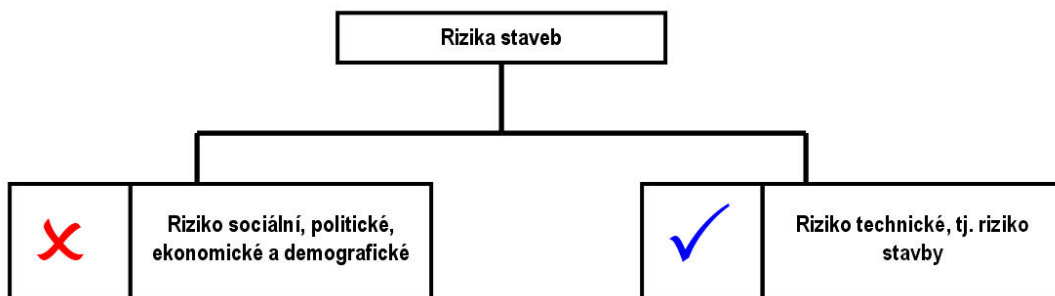 Rizika staveb
Riziko sociální, politické,
ekonomické a demografické
Riziko technické, tj. riziko
stavby